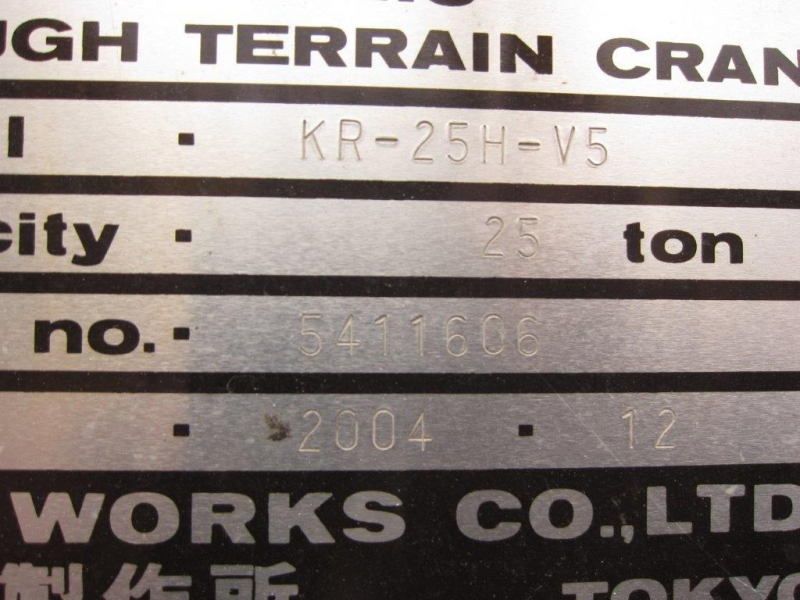 UGH TERRAIN CRAN
l · KR-25H-V5
city · 25 ton
no. · 5411606
· 2004 · 12
WORKS CO.,LTD
製作所 TOKYO